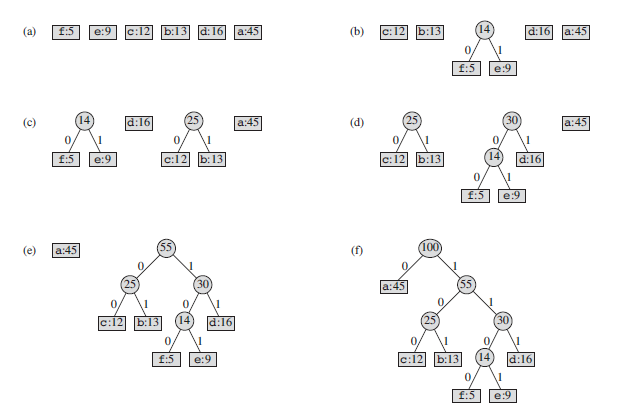 (a) f:5 e:9 c:12 b:13 d:16 a:45
(b) c:12 b:13 14 d:16 a:45
0 1
f:5 e:9
(c) 14 d:16 25 a:45
0 1 0 1
f:5 e:9 c:12 b:13
(d) 25 30 a:45
0 1 0 1
c:12 b:13 14 d:16
0 1
f:5 e:9
(e) a:45 55
0 1
25 30
0 1 0 1
c:12 b:13 14 d:16
0 1
f:5 e:9
(f) 100
0 1
a:45 55
0 1
25 30
0 1 0 1
c:12 b:13 14 d:16
0 1
f:5 e:9